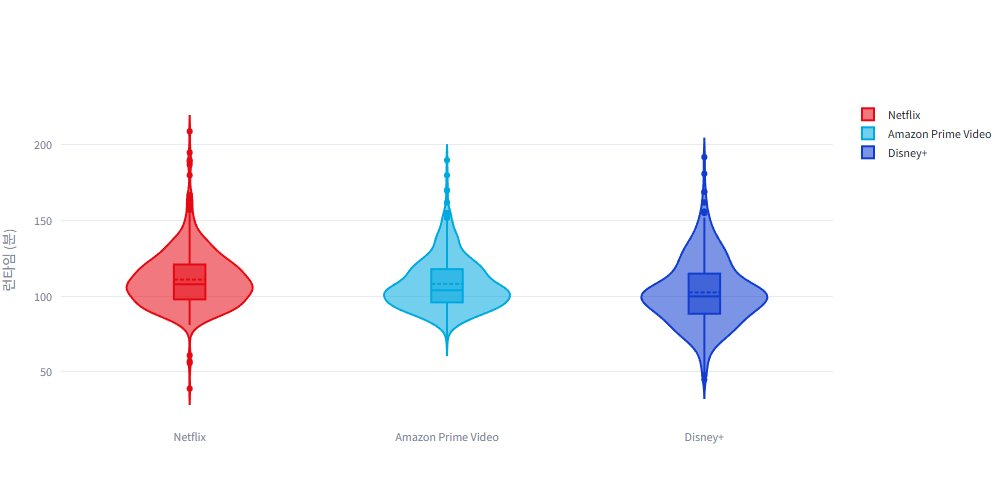 Netflix
Amazon Prime Video
Disney+
200
150
100
50
런타임(분)
Netflix
Amazon Prime Video
Disney+